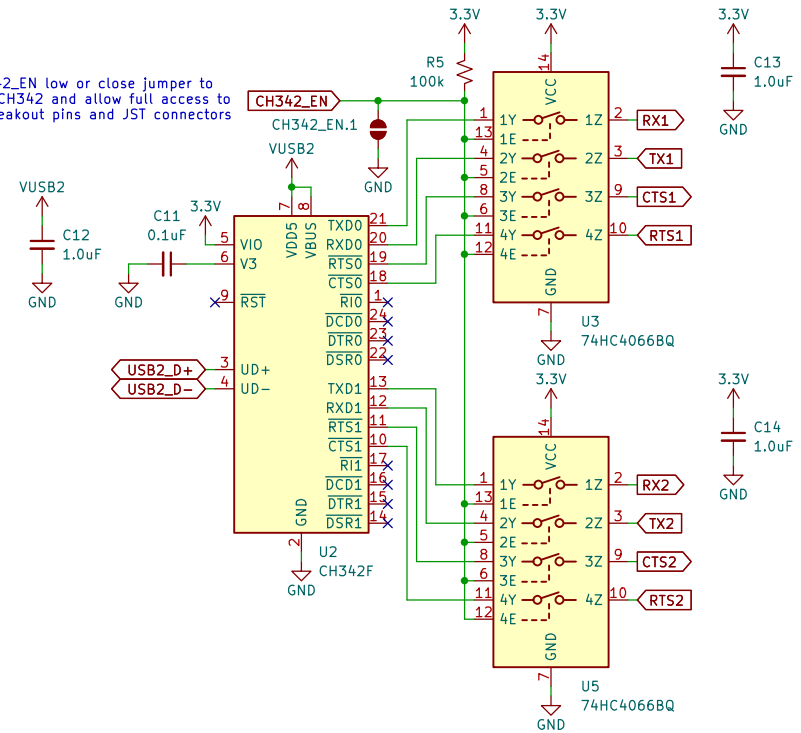 2_EN low or close jumper to
CH342 and allow full access to
eakout pins and JST connectors
3.3V
R5
100k
CH342_EN
CH342_EN.1
GND
VUSB2
3.3V
14
VCC
1 1Y 1Z 2 RX1
13 1E
4 2Y 2Z 3 TX1
5 2E
8 3Y 3Z 9 CTS1
6 3E
11 4Y 4Z 10 RTS1
12 4E
GND
7
GND
U3
74HC4066BQ
3.3V
C13
1.0uF
GND
VUSB2
C12
1.0uF
GND
3.3V
C11
0.1uF
GND
7 8
VDD5 VBUS
5 VIO
6 V3
9 RST
USB2_D+ 3 UD+
USB2_D- 4 UD-
TXD0 21
RXD0 20
RTS0 19
CTS0 18
RI0 1
DCD0 24
DTR0 23
DSR0 22
TXD1 13
RXD1 12
RTS1 11
CTS1 10
RI1 17
DCD1 16
DTR1 15
DSR1 14
GND
2
GND
U2
CH342F
3.3V
14
VCC
1 1Y 1Z 2 RX2
13 1E
4 2Y 2Z 3 TX2
5 2E
8 3Y 3Z 9 CTS2
6 3E
11 4Y 4Z 10 RTS2
12 4E
GND
7
GND
U5
74HC4066BQ
3.3V
C14
1.0uF
GND